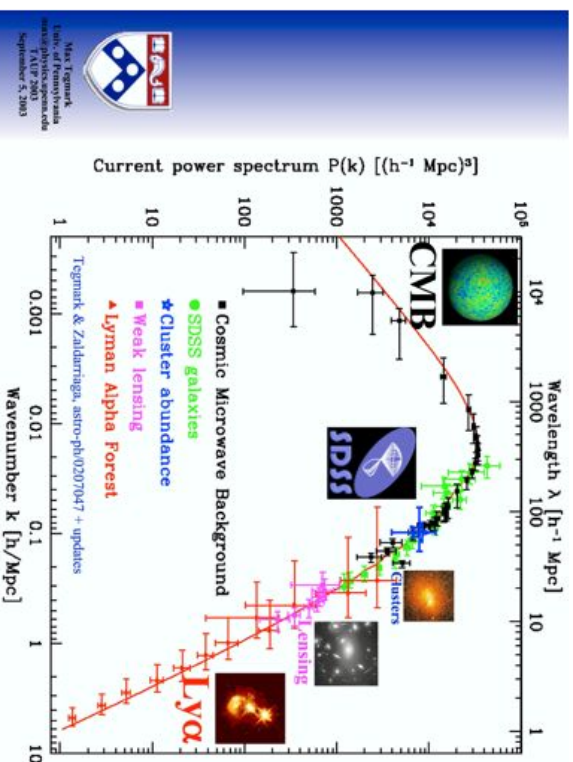 Max Tegmark
Univ. of Pennsylvania
max@physics.upenn.edu
TAUP 2003
September 5, 2003
Wavelength λ [h⁻¹ Mpc]
10⁴
1000
100
10
1
Current power spectrum P(k) [(h⁻¹ Mpc)³]
10⁵
10⁴
1000
100
10
1
CMB
SDSS
Clusters
Lensing
Lyα
Cosmic Microwave Background
SDSS galaxies
Cluster abundance
Weak lensing
Lyman Alpha Forest
Tegmark & Zaldarriaga, astro-ph/0207047 + updates
0.001
0.01
0.1
1
10
Wavenumber k [h/Mpc]